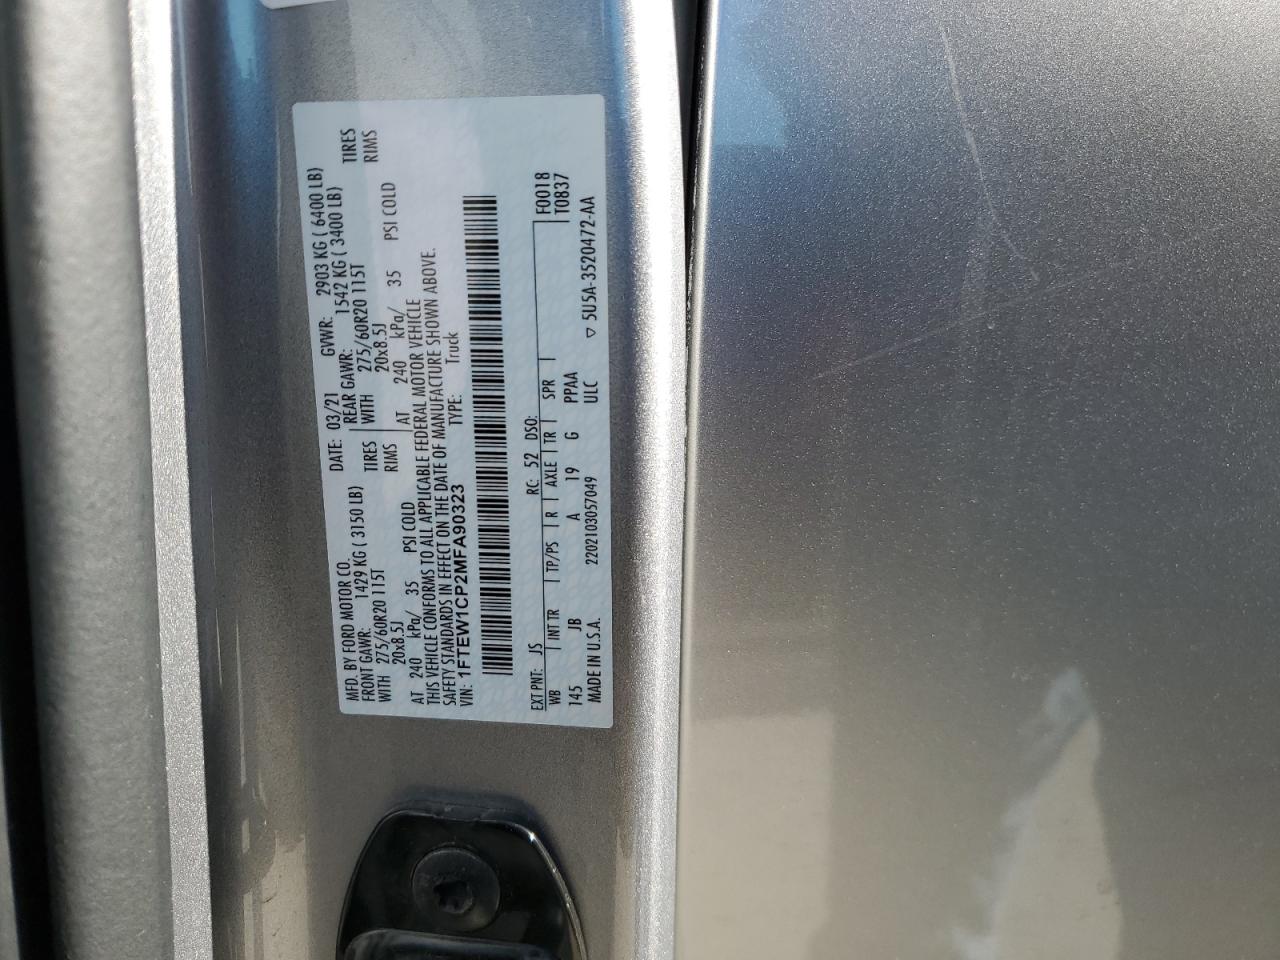 MFD. BY FORD MOTOR CO.
DATE: 03/21 GVWR: 2903 KG ( 6400 LB)
FRONT GAWR: 1429 KG ( 3150 LB) REAR GAWR: 1542 KG ( 3400 LB)
WITH 275/60R20 115T TIRES WITH 275/60R20 115T TIRES
20x8.5J RIMS 20x8.5J RIMS
AT 240 kPa/ 35 PSI COLD AT 240 kPa/ 35 PSI COLD
THIS VEHICLE CONFORMS TO ALL APPLICABLE FEDERAL MOTOR VEHICLE
SAFETY STANDARDS IN EFFECT ON THE DATE OF MANUFACTURE SHOWN ABOVE.
VIN: 1FTEW1CP2MFA90323 TYPE: Truck
EXT PNT: JS RC: 52 DSO: F0018
WB INT TR TP/PS R AXLE TR SPR T0837
145 JB A 19 G PPAA
MADE IN U.S.A. 2202103057049 ULC ▽ 5U5A-3520472-AA